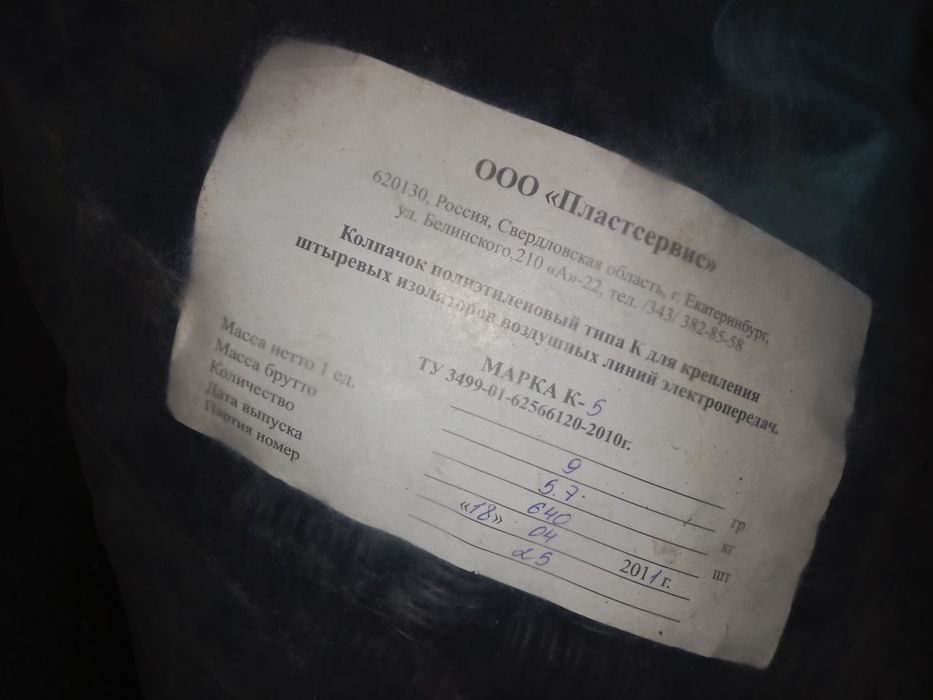 ООО «Пластсервис»
620130, Россия, Свердловская область, г. Екатеринбург,
ул. Белинского,210 «А»-22, тел. /343/ 382-85-58
Колпачок полиэтиленовый типа К для крепления
штыревых изоляторов воздушных линий электропередач.
МАРКА К- 5
ТУ 3499-01-62566120-2010г.
Масса нетто 1 ед. 9 гр
Масса брутто 5.7. кг
Количество 640 шт
Дата выпуска «18» 04 2011 г.
Партия номер 25